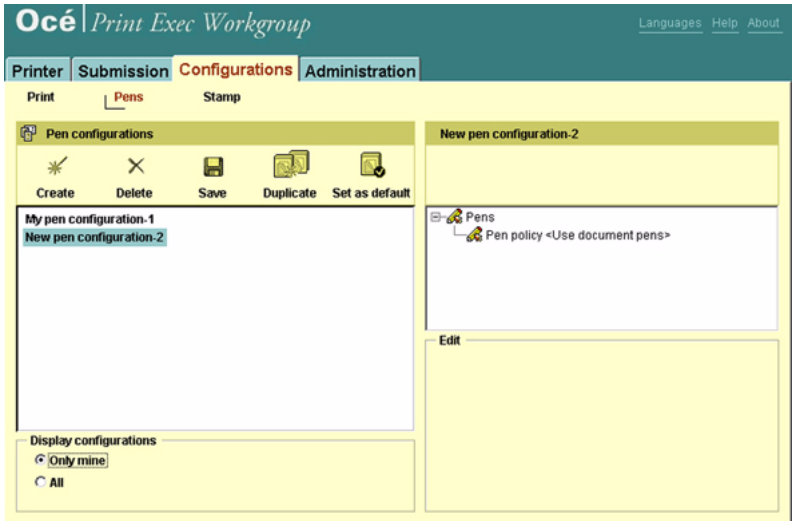 Océ Print Exec Workgroup
Languages Help About
Printer Submission Configurations Administration
Print Pens Stamp
Pen configurations
Create Delete Save Duplicate Set as default
My pen configuration-1
New pen configuration-2
Display configurations
Only mine
All
New pen configuration-2
Pens
Pen policy <Use document pens>
Edit